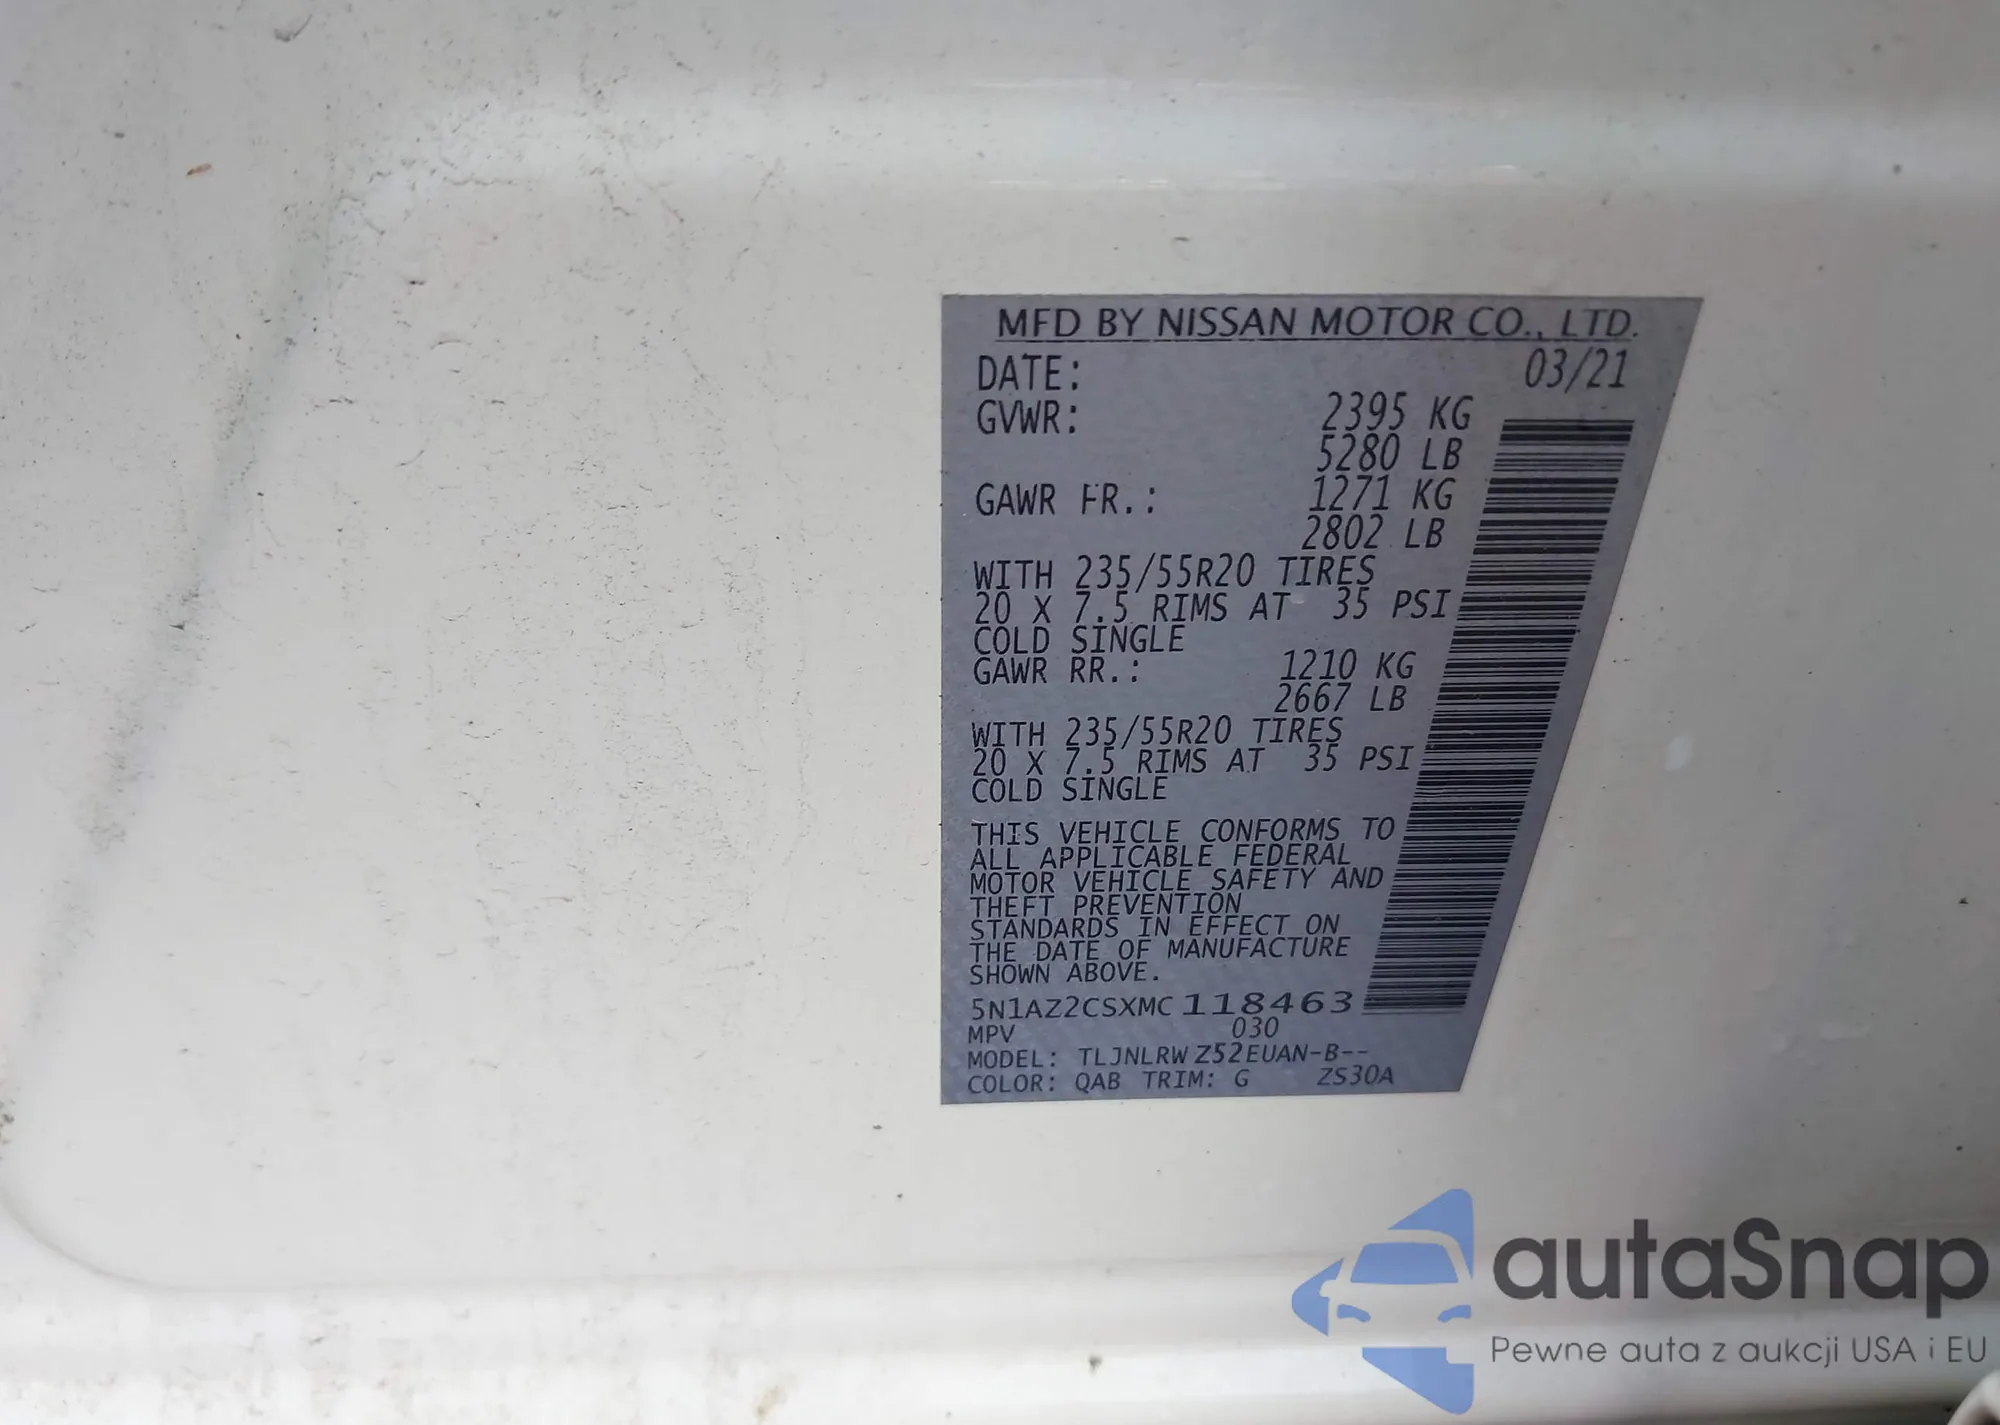 MFD BY NISSAN MOTOR CO., LTD.
DATE: 03/21
GVWR: 2395 KG
5280 LB
GAWR FR.: 1271 KG
2802 LB
WITH 235/55R20 TIRES
20 X 7.5 RIMS AT 35 PSI
COLD SINGLE
GAWR RR.: 1210 KG
2667 LB
WITH 235/55R20 TIRES
20 X 7.5 RIMS AT 35 PSI
COLD SINGLE
THIS VEHICLE CONFORMS TO
ALL APPLICABLE FEDERAL
MOTOR VEHICLE SAFETY AND
THEFT PREVENTION
STANDARDS IN EFFECT ON
THE DATE OF MANUFACTURE
SHOWN ABOVE.
5N1AZ2CSXMC118463
MPV 030
MODEL: TLJNLRW Z52EUAN-B--
COLOR: QAB TRIM: G ZS30A
autaSnap
Pewne auta z aukcji USA i EU